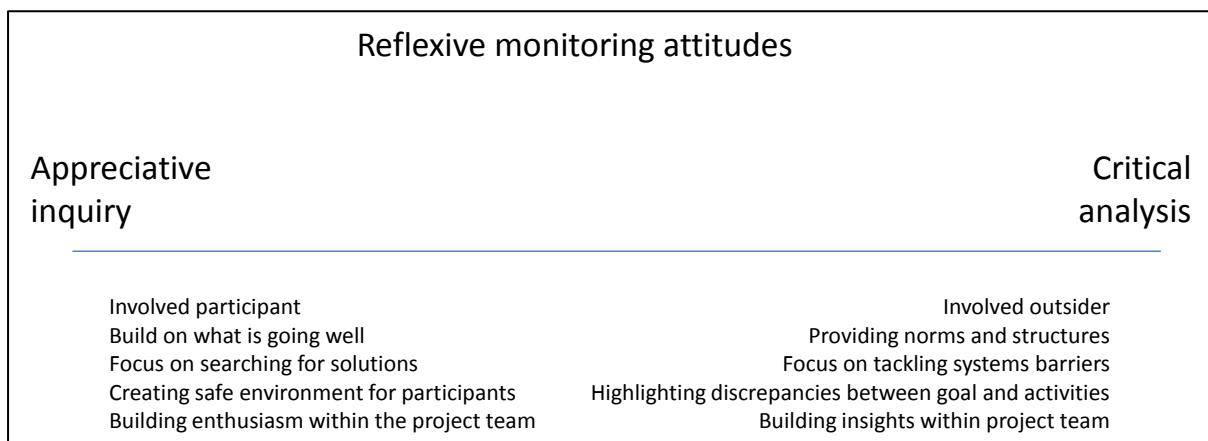 Reflexive monitoring attitudes
Appreciative
inquiry
Critical
analysis
Involved participant
Build on what is going well
Focus on searching for solutions
Creating safe environment for participants
Building enthusiasm within the project team
Involved outsider
Providing norms and structures
Focus on tackling systems barriers
Highlighting discrepancies between goal and activities
Building insights within project team